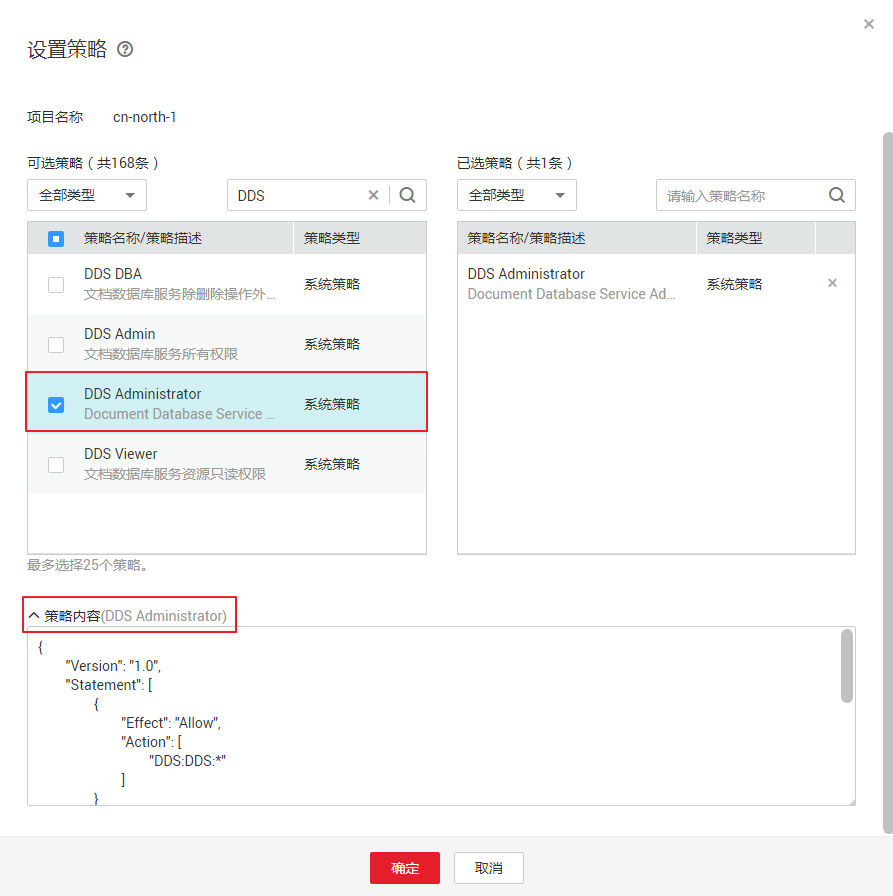 设置策略
项目名称 cn-north-1
可选策略（共168条） 已选策略（共1条）
全部类型 DDS 全部类型 请输入策略名称
策略名称/策略描述 策略类型 策略名称/策略描述 策略类型
DDS DBA
文档数据库服务除删除操作外...
系统策略
DDS Administrator
Document Database Service Ad...
系统策略
DDS Admin
文档数据库服务所有权限
系统策略
DDS Administrator
Document Database Service ...
系统策略
DDS Viewer
文档数据库服务资源只读权限
系统策略
最多选择25个策略。
策略内容(DDS Administrator)
{
"Version": "1.0",
"Statement": [
{
"Effect": "Allow",
"Action": [
"DDS:DDS:*"
]
}
确定 取消